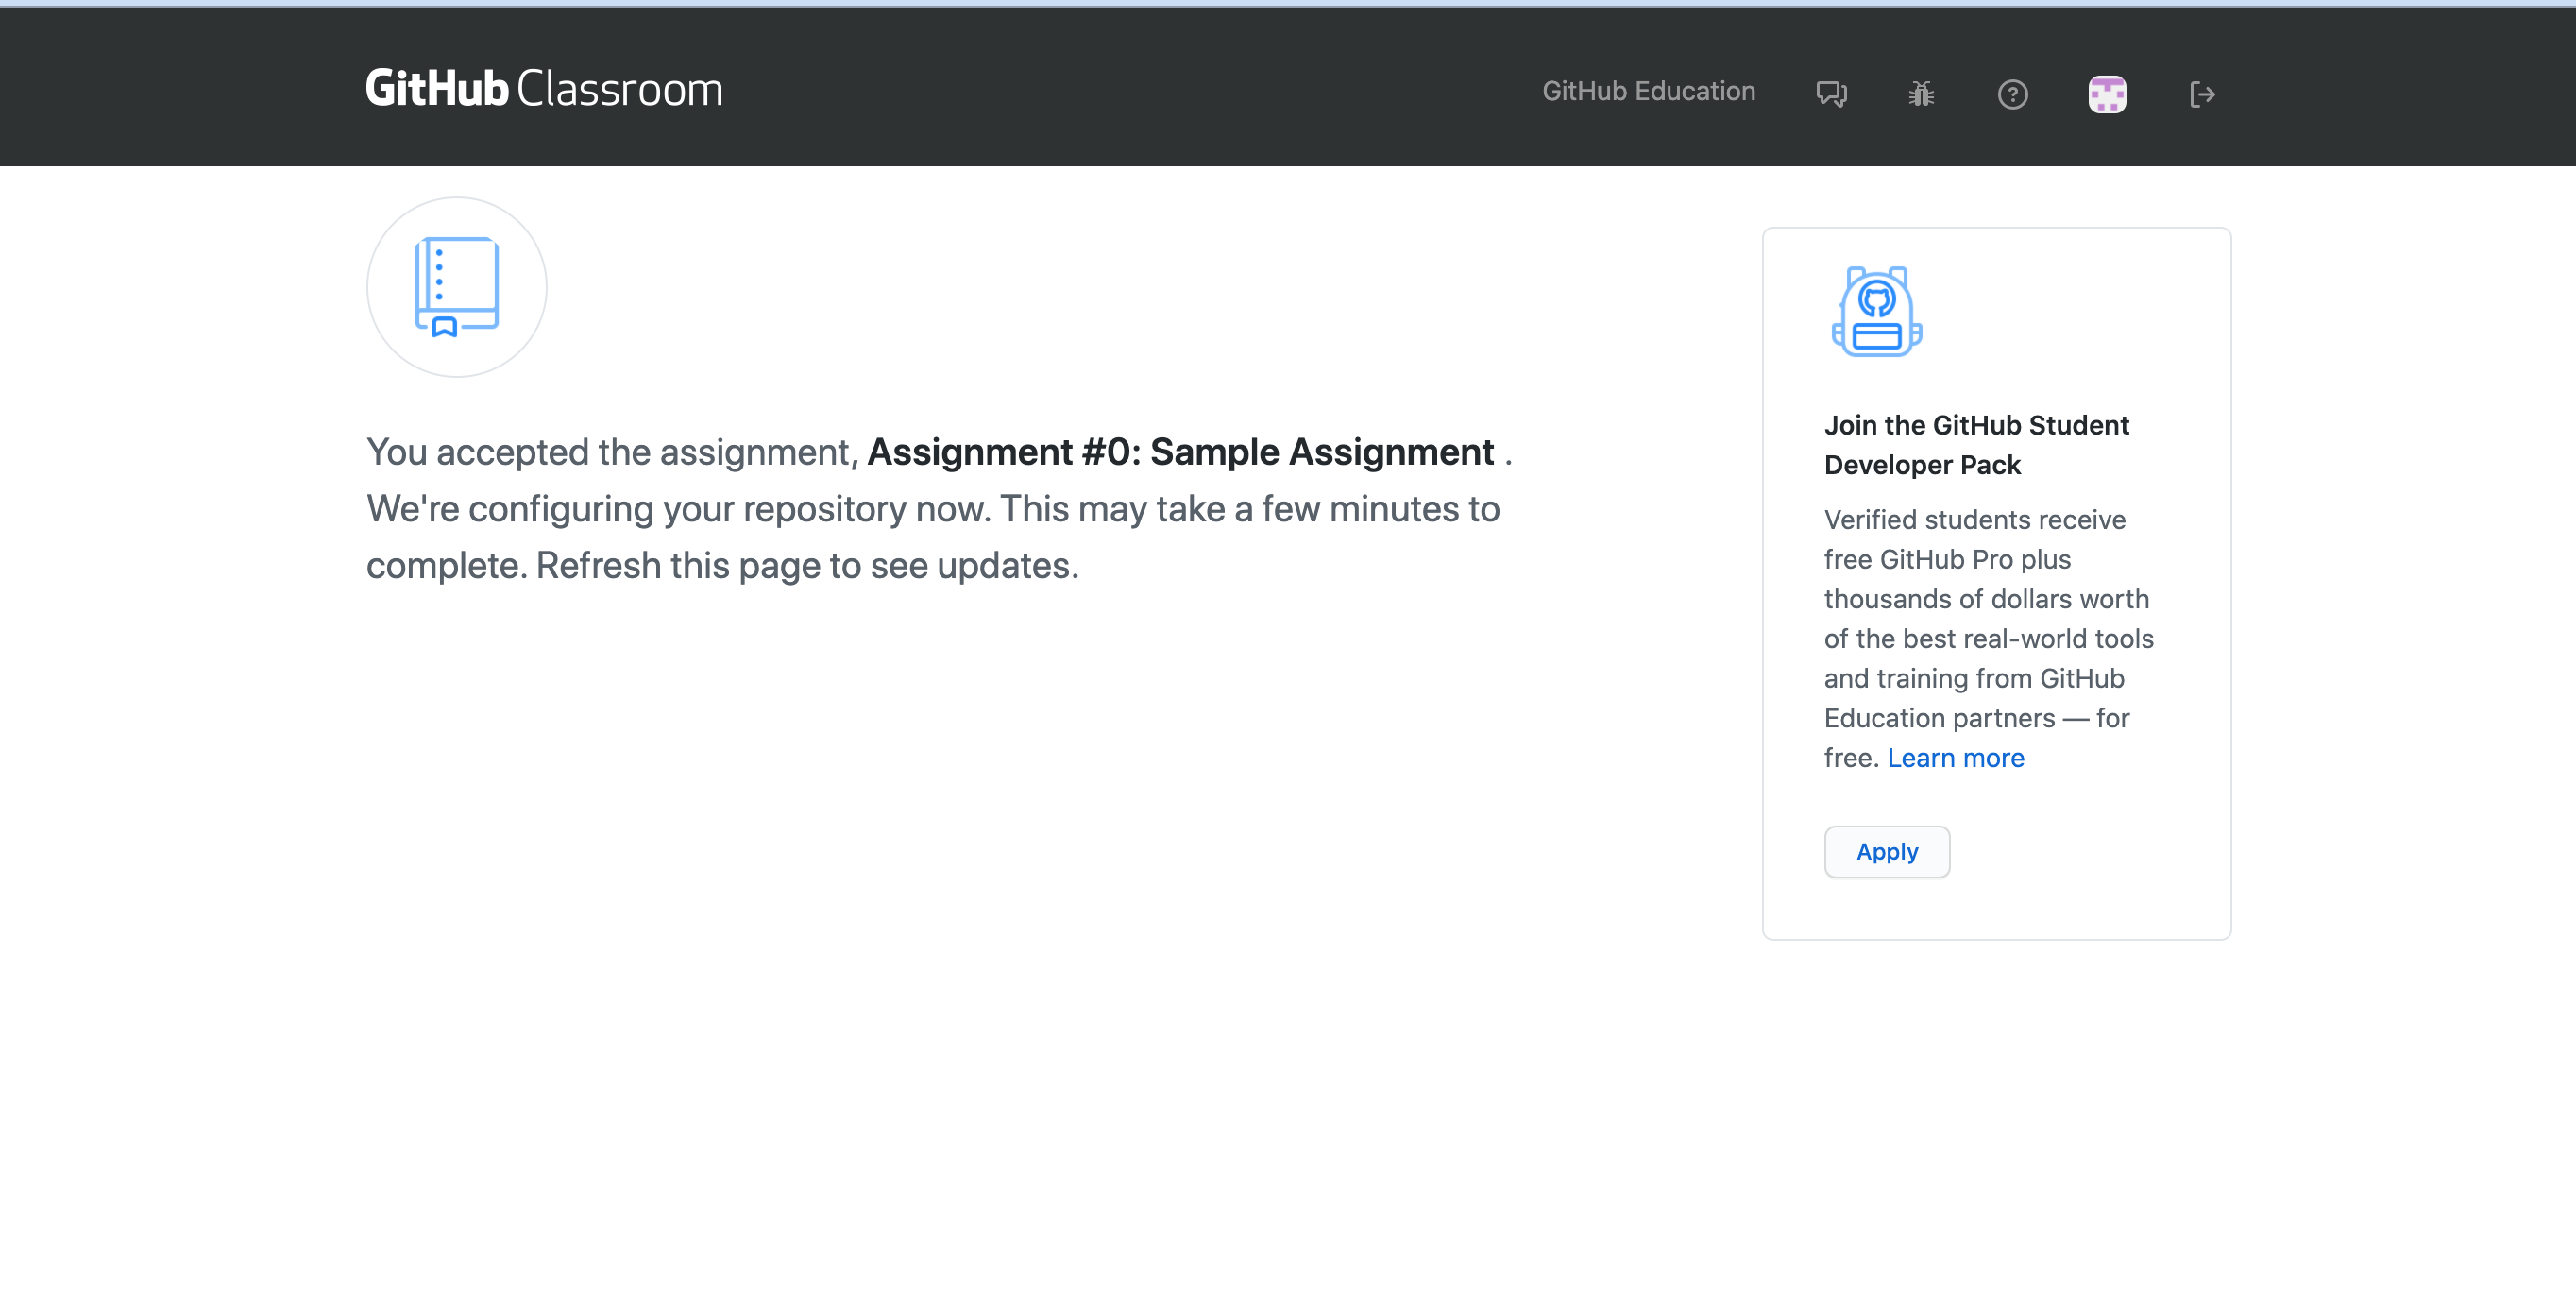 GitHub Classroom
GitHub Education
You accepted the assignment, Assignment #0: Sample Assignment .
We're configuring your repository now. This may take a few minutes to
complete. Refresh this page to see updates.
Join the GitHub Student
Developer Pack
Verified students receive
free GitHub Pro plus
thousands of dollars worth
of the best real-world tools
and training from GitHub
Education partners — for
free. Learn more
Apply